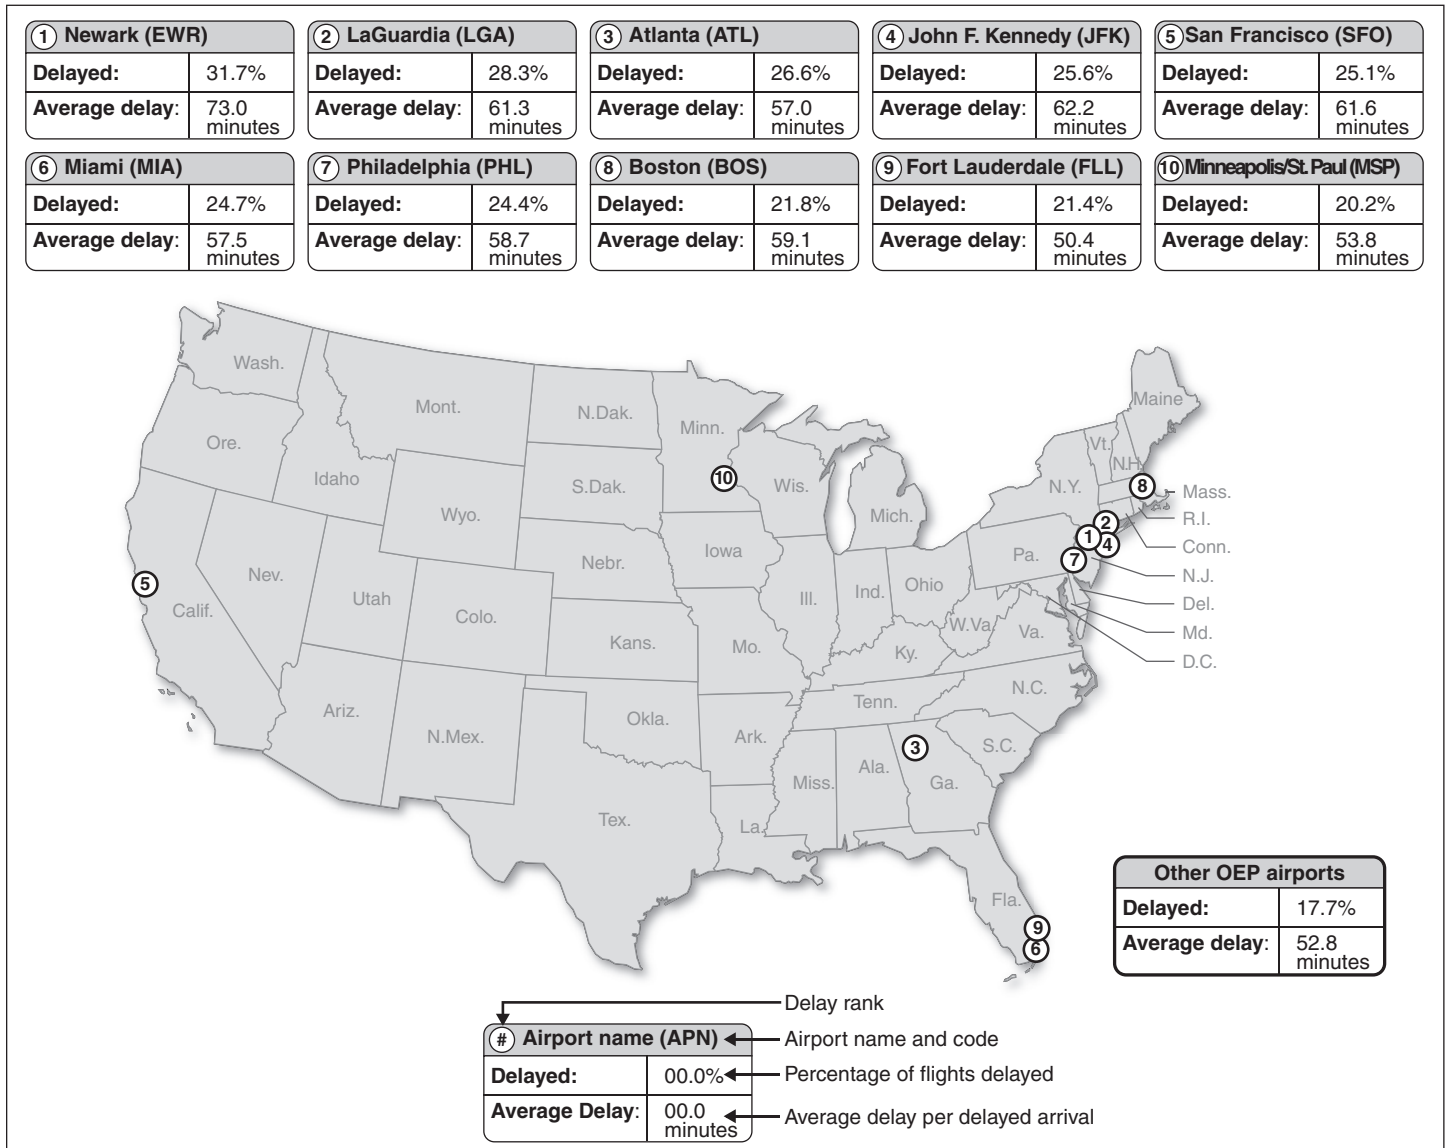 1 Newark (EWR)
Delayed: 31.7%
Average delay: 73.0 minutes
2 LaGuardia (LGA)
Delayed: 28.3%
Average delay: 61.3 minutes
3 Atlanta (ATL)
Delayed: 26.6%
Average delay: 57.0 minutes
4 John F. Kennedy (JFK)
Delayed: 25.6%
Average delay: 62.2 minutes
5 San Francisco (SFO)
Delayed: 25.1%
Average delay: 61.6 minutes
6 Miami (MIA)
Delayed: 24.7%
Average delay: 57.5 minutes
7 Philadelphia (PHL)
Delayed: 24.4%
Average delay: 58.7 minutes
8 Boston (BOS)
Delayed: 21.8%
Average delay: 59.1 minutes
9 Fort Lauderdale (FLL)
Delayed: 21.4%
Average delay: 50.4 minutes
10 Minneapolis/St. Paul (MSP)
Delayed: 20.2%
Average delay: 53.8 minutes
Wash.
Mont.
N.Dak.
Minn.
Maine
Ore.
Idaho
Vt.
N.H.
S.Dak.
10
Wis.
Mich.
N.Y.
8
Mass.
Wyo.
R.I.
2
1
4
Conn.
Iowa
Pa.
7
Nebr.
N.J.
5
Nev.
Utah
Ill.
Ind.
Ohio
Del.
Calif.
Colo.
W.Va.
Va.
Md.
Kans.
Mo.
Ky.
D.C.
N.C.
Tenn.
Ariz.
N.Mex.
Okla.
Ark.
3
S.C.
Miss.
Ala.
Ga.
Tex.
La.
Fla.
9
6
Other OEP airports
Delayed: 17.7%
Average delay: 52.8 minutes
Delay rank
# Airport name (APN)
Airport name and code
Delayed: 00.0%
Percentage of flights delayed
Average Delay: 00.0 minutes
Average delay per delayed arrival